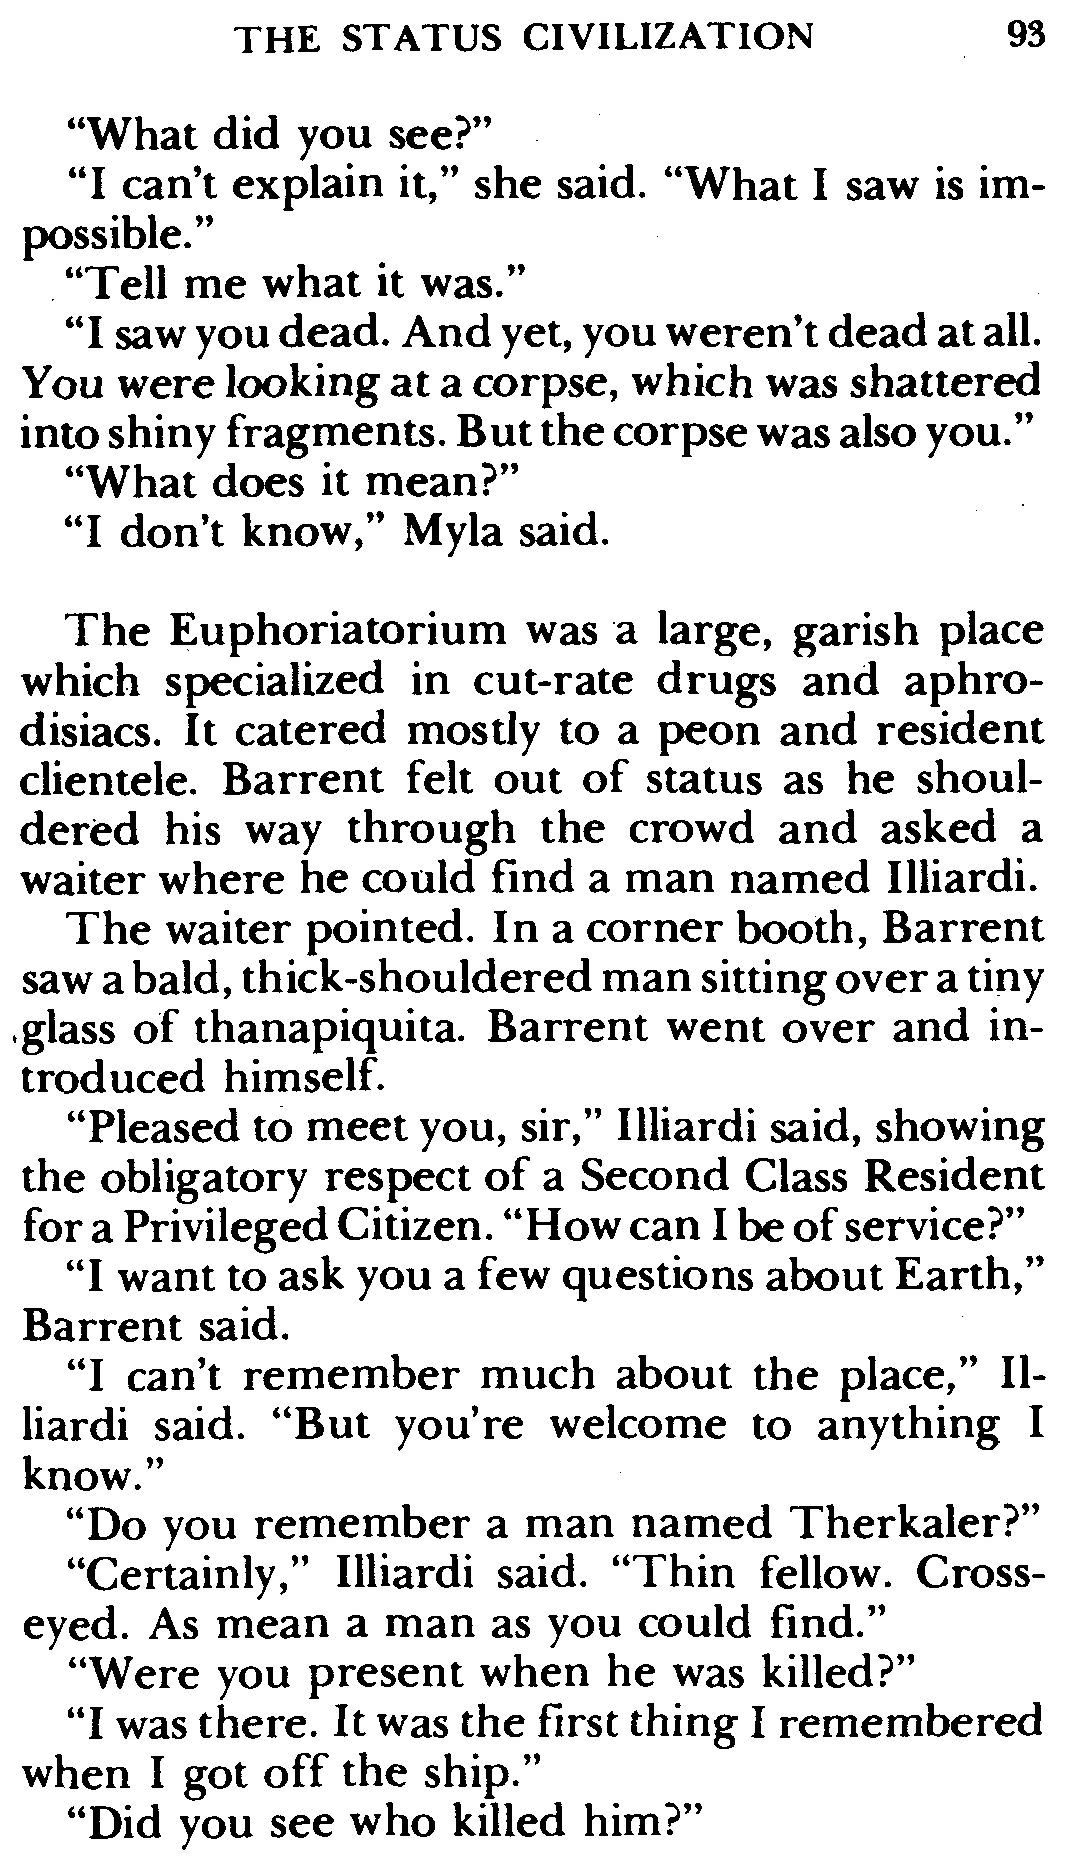 THE STATUS CIVILIZATION 93
“What did you see?”
“I can't explain it,” she said. “What I saw is im-
possible.”
“Tell me what it was.”
“I saw you dead. And yet, you weren't dead at all.
You were looking at a corpse, which was shattered
into shiny fragments. But the corpse was also you.”
“What does it mean?”
“I don't know,” Myla said.
The Euphoriatorium was a large, garish place
which specialized in cut-rate drugs and aphro-
disiacs. It catered mostly to a peon and resident
clientele. Barrent felt out of status as he shoul-
dered his way through the crowd and asked a
waiter where he could find a man named Illiardi.
The waiter pointed. In a corner booth, Barrent
saw a bald, thick-shouldered man sitting over a tiny
glass of thanapiquita. Barrent went over and in-
troduced himself.
“Pleased to meet you, sir,” Illiardi said, showing
the obligatory respect of a Second Class Resident
for a Privileged Citizen. “How can I be of service?”
“I want to ask you a few questions about Earth,”
Barrent said.
“I can't remember much about the place,” Il-
liardi said. “But you're welcome to anything I
know.”
“Do you remember a man named Therkaler?”
“Certainly,” Illiardi said. “Thin fellow. Cross-
eyed. As mean a man as you could find.”
“Were you present when he was killed?”
“I was there. It was the first thing I remembered
when I got off the ship.”
“Did you see who killed him?”